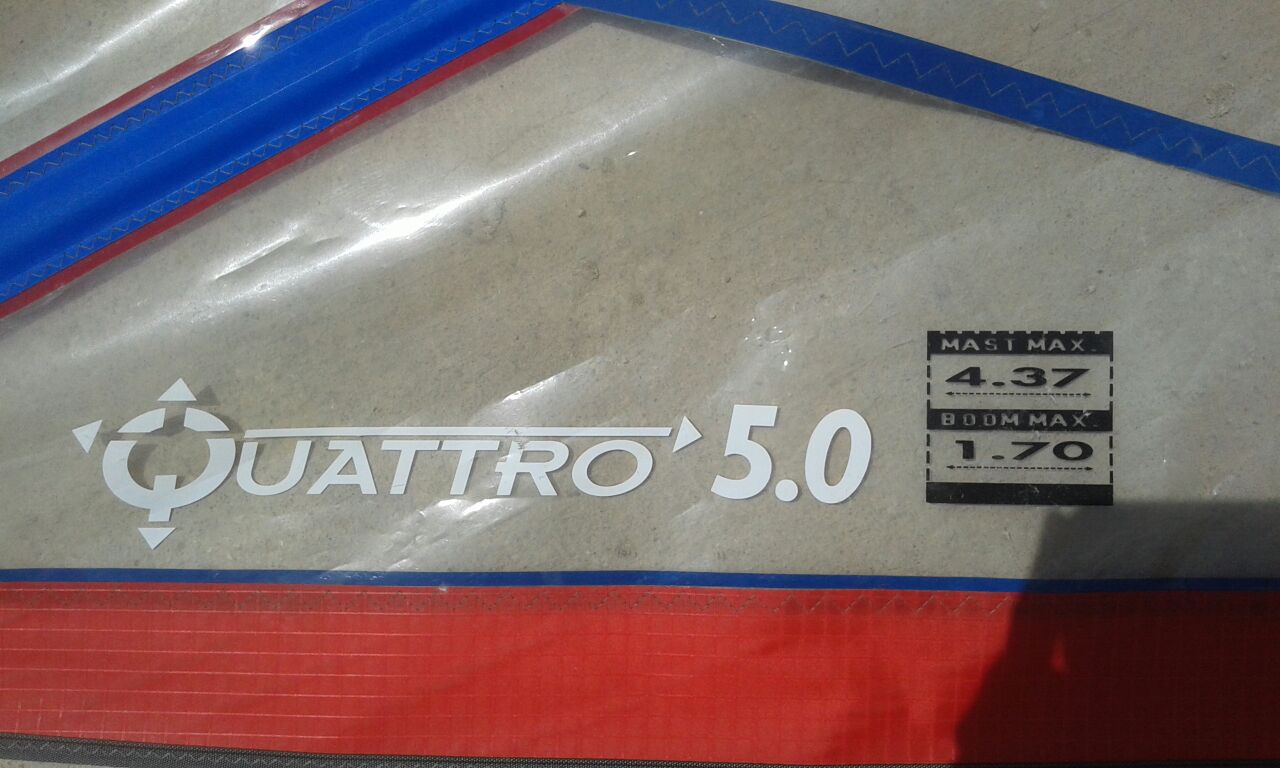 QUATTRO 5.0
MAST MAX.
4.37
BOOM MAX.
1.70